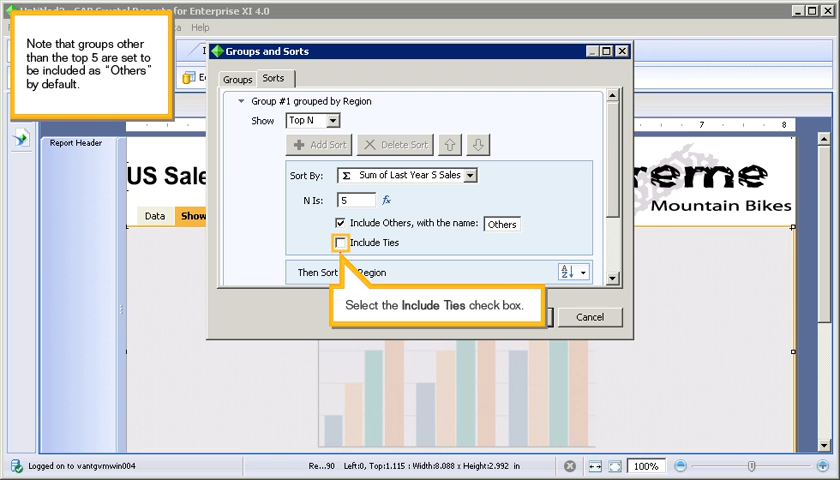 SAP Crystal Reports for Enterprise XI 4.0
Help
Note that groups other
than the top 5 are set to
be included as “Others”
by default.
Groups and Sorts
Groups
Sorts
Group #1 grouped by Region
Show
Top N
Add Sort
Delete Sort
Sort By:
Σ Sum of Last Year S Sales
N Is:
5
fx
Include Others, with the name:
Others
Include Ties
Then Sort
Region
Select the Include Ties check box.
Cancel
7
8
Report Header
US Sales
Data
Show
reme
Mountain Bikes
Logged on to vantgvmwin004
Re...90
Left:0, Top:1.115 : Width:8.088 x Height:2.992 in
100%